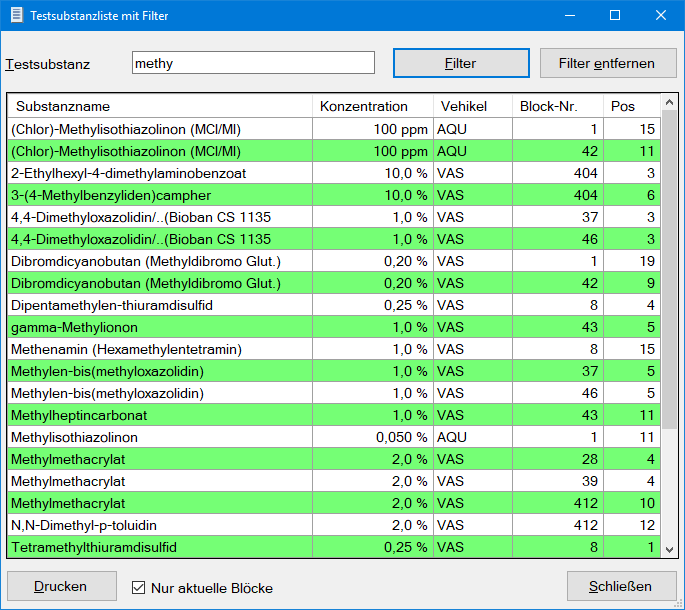 Testsubstanzliste mit Filter
Testsubstanz methy Filter Filter entfernen
Substanzname Konzentration Vehikel Block-Nr. Pos
(Chlor)-Methylisothiazolinon (MCI/MI) 100 ppm AQU 1 15
(Chlor)-Methylisothiazolinon (MCI/MI) 100 ppm AQU 42 11
2-Ethylhexyl-4-dimethylaminobenzoat 10,0 % VAS 404 3
3-(4-Methylbenzyliden)campher 10,0 % VAS 404 6
4,4-Dimethyloxazolidin/..(Bioban CS 1135 1,0 % VAS 37 3
4,4-Dimethyloxazolidin/..(Bioban CS 1135 1,0 % VAS 46 3
Dibromdicyanobutan (Methyldibromo Glut.) 0,20 % VAS 1 19
Dibromdicyanobutan (Methyldibromo Glut.) 0,20 % VAS 42 9
Dipentamethylen-thiuramdisulfid 0,25 % VAS 8 4
gamma-Methylionon 1,0 % VAS 43 5
Methenamin (Hexamethylentetramin) 1,0 % VAS 8 15
Methylen-bis(methyloxazolidin) 1,0 % VAS 37 5
Methylen-bis(methyloxazolidin) 1,0 % VAS 46 5
Methylheptincarbonat 1,0 % VAS 43 11
Methylisothiazolinon 0,050 % AQU 1 11
Methylmethacrylat 2,0 % VAS 28 4
Methylmethacrylat 2,0 % VAS 39 4
Methylmethacrylat 2,0 % VAS 412 10
N,N-Dimethyl-p-toluidin 2,0 % VAS 412 12
Tetramethylthiuramdisulfid 0,25 % VAS 8 1
Drucken Nur aktuelle Blöcke Schließen